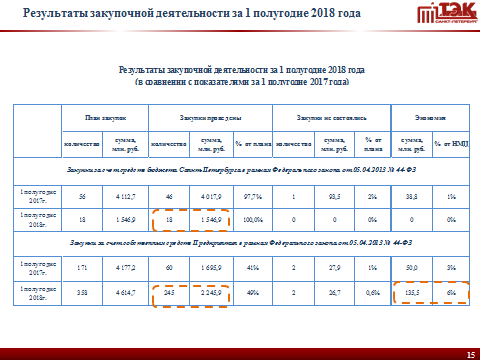 Результаты закупочной деятельности за 1 полугодие 2018 года
ТЭК
САНКТ-ПЕТЕРБУРГ
Результаты закупочной деятельности за 1 полугодие 2018 года
(в сравнении с показателями за 1 полугодие 2017 года)
План закупок Закупки проведены Закупки не состоялись Экономия
количество сумма, млн. руб. количество сумма, млн. руб. % от плана количество сумма, млн. руб. % от плана сумма, млн. руб. % от НМЦ
Закупки за счет средств бюджета Санкт-Петербурга в рамках Федерального закона от 05.04.2013 № 44-ФЗ
1 полугодие 2017г. 56 4 112,7 46 4 017,9 97,7% 1 93,5 2% 38,8 1%
1 полугодие 2018г. 18 1 546,9 18 1 546,9 100,0% 0 0 0% 0 0%
Закупки за счет собственных средств Предприятия в рамках Федерального закона от 05.04.2013 № 44-ФЗ
1 полугодие 2017г. 171 4 177,2 60 1 695,9 41% 2 27,9 1% 50,0 3%
1 полугодие 2018г. 358 4 614,7 245 2 245,9 49% 2 26,7 0,6% 135,5 6%
15